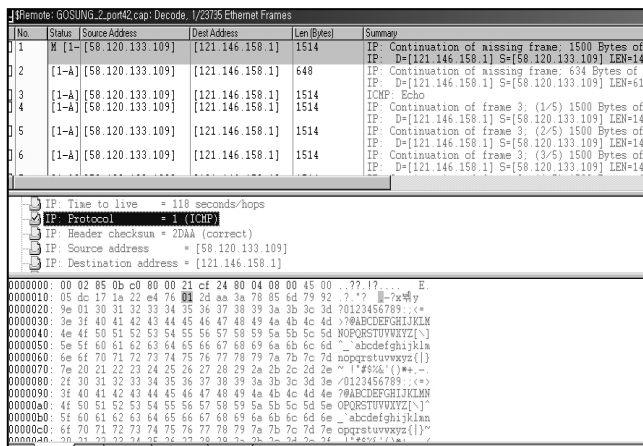 $Remote: GOSUNG_2_port42.cap: Decode, 1/23735 Ethernet Frames
No. Status Source Address Dest Address Len (Bytes) Summary
1 M [1- [58.120.133.109] [121.146.158.1] 1514 IP: Continuation of missing frame; 1500 Bytes of
IP: D=[121.146.158.1] S=[58.120.133.109] LEN=14
2 [1-A] [58.120.133.109] [121.146.158.1] 648 IP: Continuation of missing frame; 634 Bytes of
IP: D=[121.146.158.1] S=[58.120.133.109] LEN=61
3 [1-A] [58.120.133.109] [121.146.158.1] 1514 ICMP: Echo
4 [1-A] [58.120.133.109] [121.146.158.1] 1514 IP: Continuation of frame 3; (1/5) 1500 Bytes of
IP: D=[121.146.158.1] S=[58.120.133.109] LEN=14
5 [1-A] [58.120.133.109] [121.146.158.1] 1514 IP: Continuation of frame 3; (2/5) 1500 Bytes of
IP: D=[121.146.158.1] S=[58.120.133.109] LEN=14
6 [1-A] [58.120.133.109] [121.146.158.1] 1514 IP: Continuation of frame 3; (3/5) 1500 Bytes of
IP: D=[121.146.158.1] S=[58.120.133.109] LEN=14
IP: Time to live = 118 seconds/hops
IP: Protocol = 1 (ICMP)
IP: Header checksum = 2DAA (correct)
IP: Source address = [58.120.133.109]
IP: Destination address = [121.146.158.1]
0000000: 00 02 85 0b c0 80 00 21 cf 24 80 04 08 00 45 00 ..??.!?.... E.
0000010: 05 dc 17 1a 22 e4 76 01 2d aa 3a 78 85 6d 79 92
0000020: 9e 01 30 31 32 33 34 35 36 37 38 39 3a 3b 3c 3d ?.0123456789:;<=
0000030: 3e 3f 40 41 42 43 44 45 46 47 48 49 4a 4b 4c 4d >?@ABCDEFGHIJKLM
0000040: 4e 4f 50 51 52 53 54 55 56 57 58 59 5a 5b 5c 5d NOPQRSTUVWXYZ[\]
0000050: 5e 5f 60 61 62 63 64 65 66 67 68 69 6a 6b 6c 6d ^_`abcdefghijklm
0000060: 6e 6f 70 71 72 73 74 75 76 77 78 79 7a 7b 7c 7d nopqrstuvwxyz{|}
0000070: 7e 20 21 22 23 24 25 26 27 28 29 2a 2b 2c 2d 2e ~ !"#$%&'()*+,-.
0000080: 2f 30 31 32 33 34 35 36 37 38 39 3a 3b 3c 3d 3e /0123456789:;<=>
0000090: 3f 40 41 42 43 44 45 46 47 48 49 4a 4b 4c 4d 4e ?@ABCDEFGHIJKLMN
00000a0: 4f 50 51 52 53 54 55 56 57 58 59 5a 5b 5c 5d 5e OPQRSTUVWXYZ[\]^
00000b0: 5f 60 61 62 63 64 65 66 67 68 69 6a 6b 6c 6d 6e _`abcdefghijklmn
00000c0: 6f 70 71 72 73 74 75 76 77 78 79 7a 7b 7c 7d 7e opqrstuvwxyz{|}~